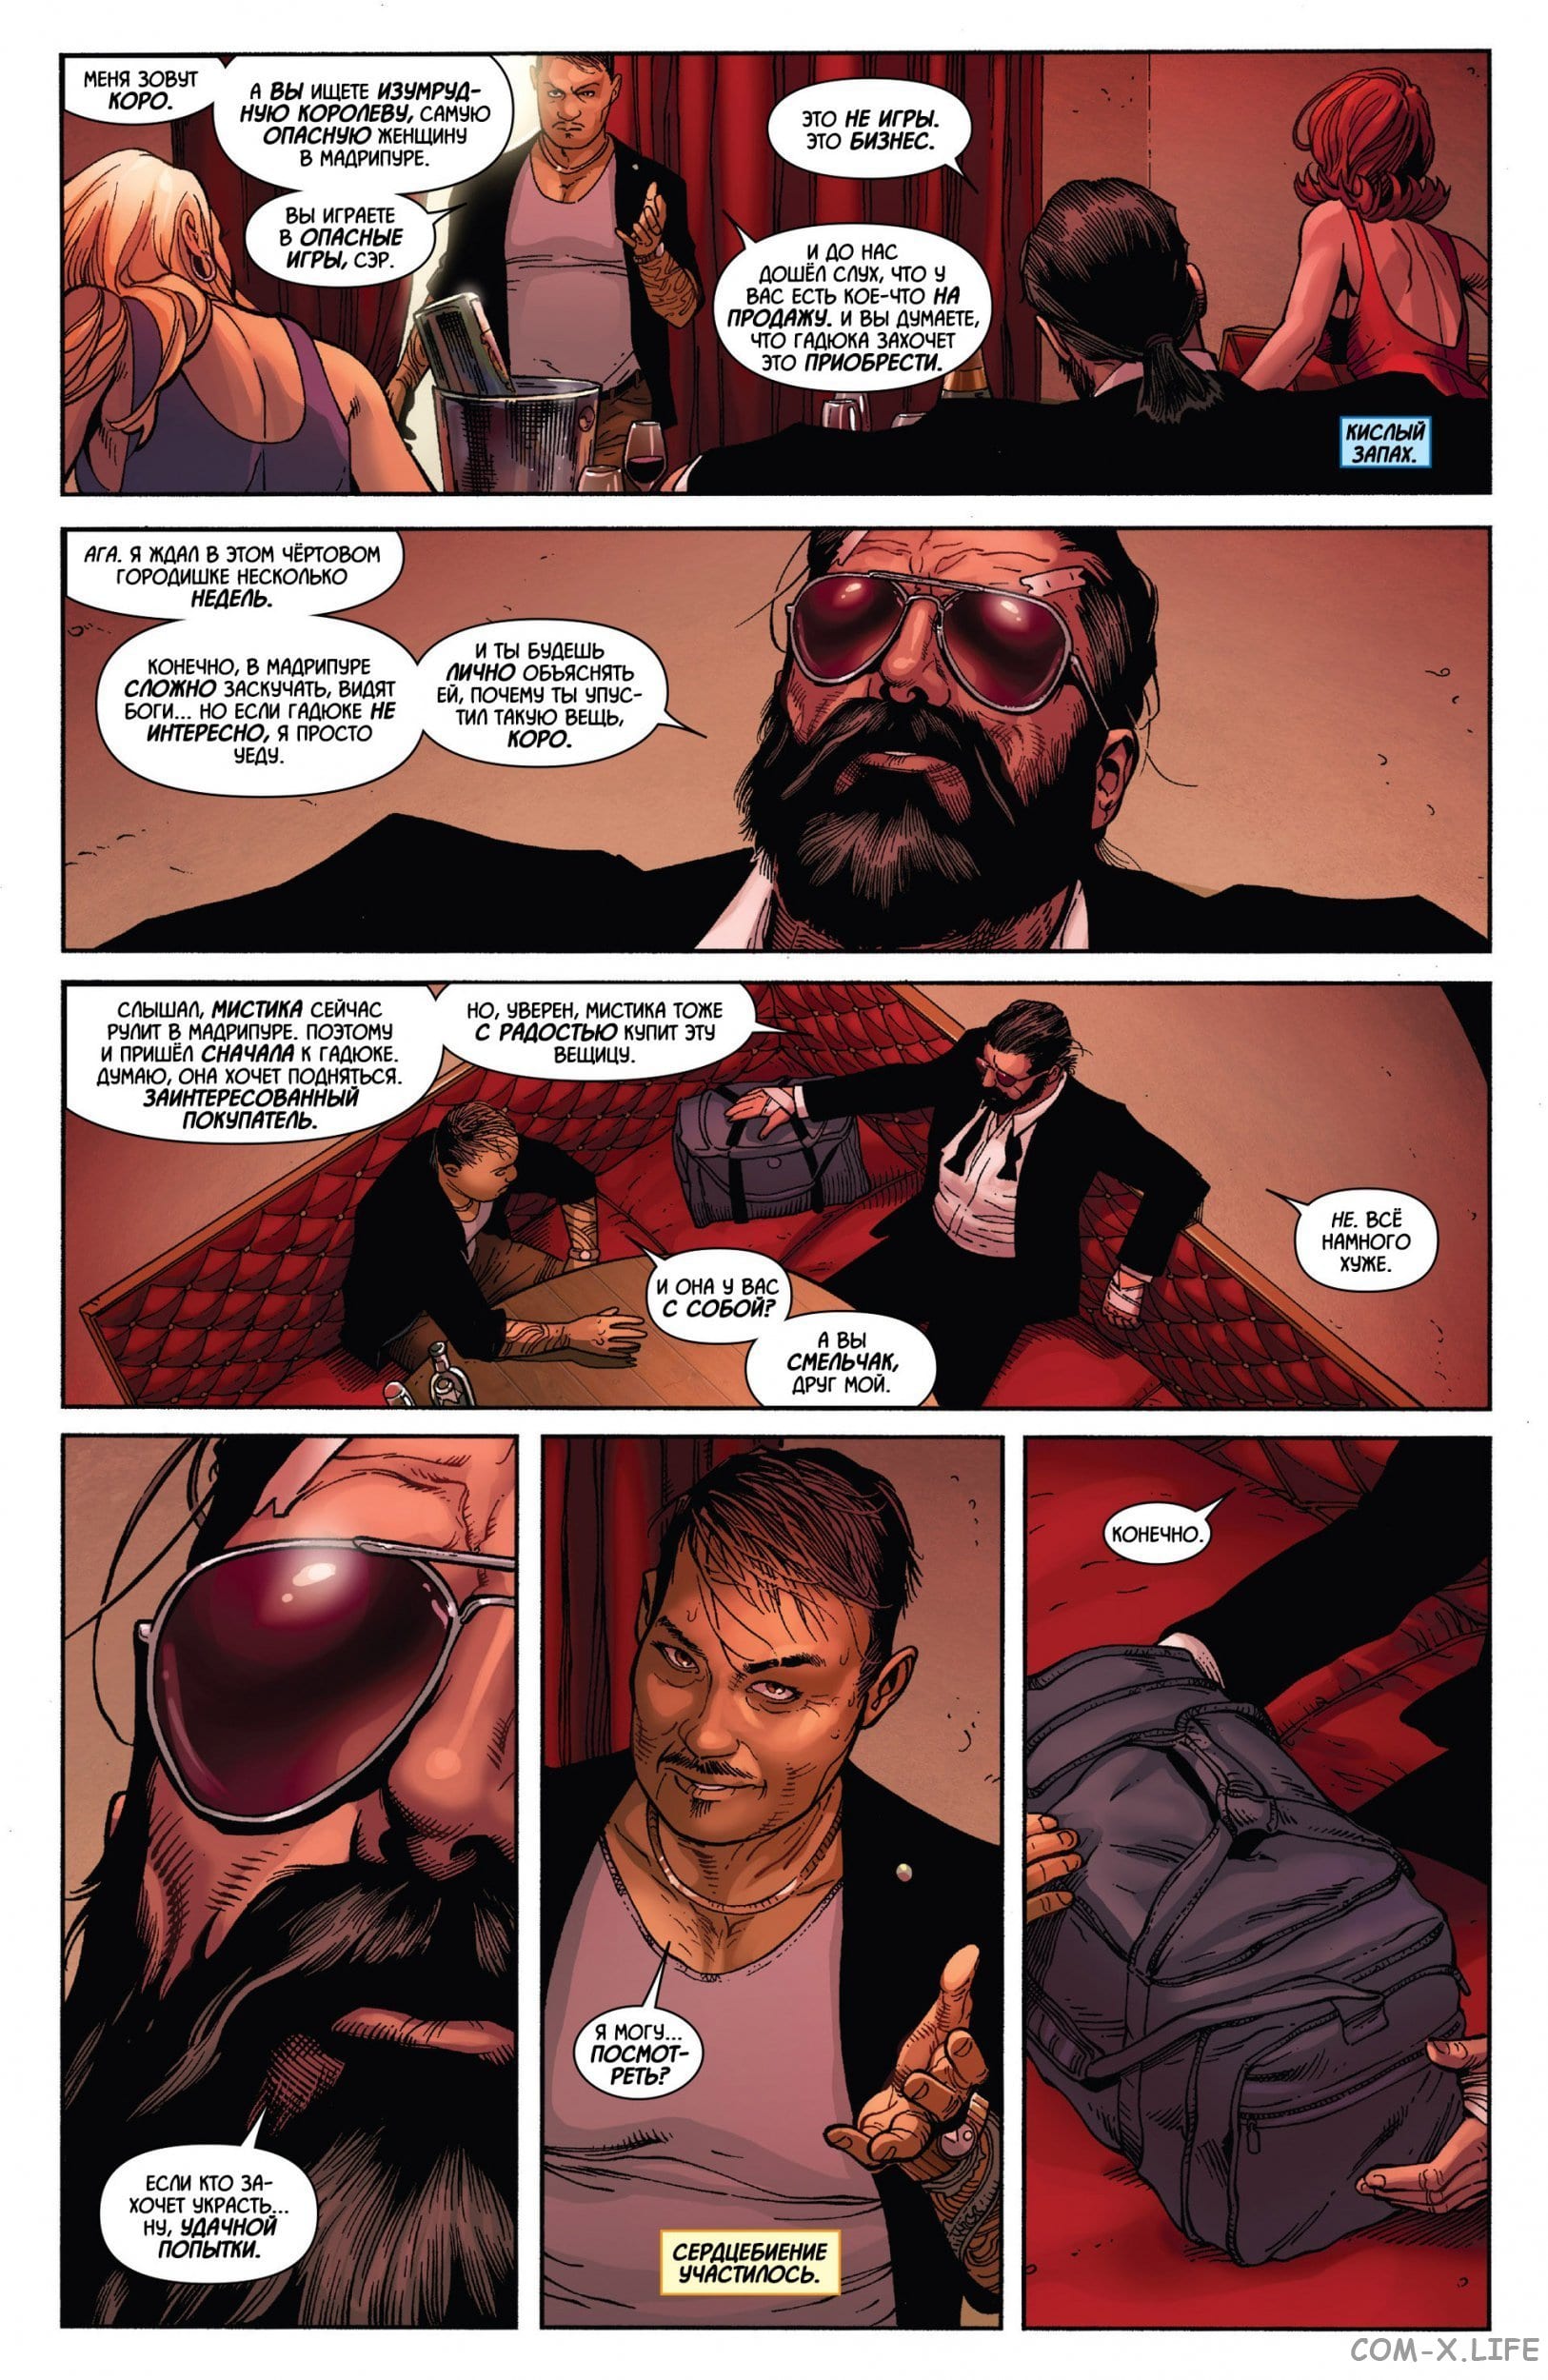 МЕНЯ ЗОВУТ
КОРО.
А ВЫ ИЩЕТЕ ИЗУМРУД-
НУЮ КОРОЛЕВУ, САМУЮ
ОПАСНУЮ ЖЕНЩИНУ
В МАДРИПУРЕ.
ВЫ ИГРАЕТЕ
В ОПАСНЫЕ
ИГРЫ, СЭР.
ЭТО НЕ ИГРЫ.
ЭТО БИЗНЕС.
И ДО НАС
ДОШЁЛ СЛУХ, ЧТО У
ВАС ЕСТЬ КОЕ-ЧТО НА
ПРОДАЖУ. И ВЫ ДУМАЕТЕ,
ЧТО ГАДЮКА ЗАХОЧЕТ
ЭТО ПРИОБРЕСТИ.
КИСЛЫЙ
ЗАПАХ.
АГА. Я ЖДАЛ В ЭТОМ ЧЁРТОВОМ
ГОРОДИШКЕ НЕСКОЛЬКО
НЕДЕЛЬ.
КОНЕЧНО, В МАДРИПУРЕ
СЛОЖНО ЗАСКУЧАТЬ, ВИДЯТ
БОГИ... НО ЕСЛИ ГАДЮКЕ НЕ
ИНТЕРЕСНО, Я ПРОСТО
УЕДУ.
И ТЫ БУДЕШЬ
ЛИЧНО ОБЪЯСНЯТЬ
ЕЙ, ПОЧЕМУ ТЫ УПУС-
ТИЛ ТАКУЮ ВЕЩЬ,
КОРО.
СЛЫШАЛ, МИСТИКА СЕЙЧАС
РУЛИТ В МАДРИПУРЕ. ПОЭТОМУ
И ПРИШЁЛ СНАЧАЛА К ГАДЮКЕ.
ДУМАЮ, ОНА ХОЧЕТ ПОДНЯТЬСЯ.
ЗАИНТЕРЕСОВАННЫЙ
ПОКУПАТЕЛЬ.
НО, УВЕРЕН, МИСТИКА ТОЖЕ
С РАДОСТЬЮ КУПИТ ЭТУ
ВЕЩИЦУ.
И ОНА У ВАС
С СОБОЙ?
А ВЫ
СМЕЛЬЧАК,
ДРУГ МОЙ.
НЕ. ВСЁ
НАМНОГО
ХУЖЕ.
ЕСЛИ КТО ЗА-
ХОЧЕТ УКРАСТЬ...
НУ, УДАЧНОЙ
ПОПЫТКИ.
Я МОГУ...
ПОСМОТ-
РЕТЬ?
СЕРДЦЕБИЕНИЕ
УЧАСТИЛОСЬ.
КОНЕЧНО.
COM-X.LIFE